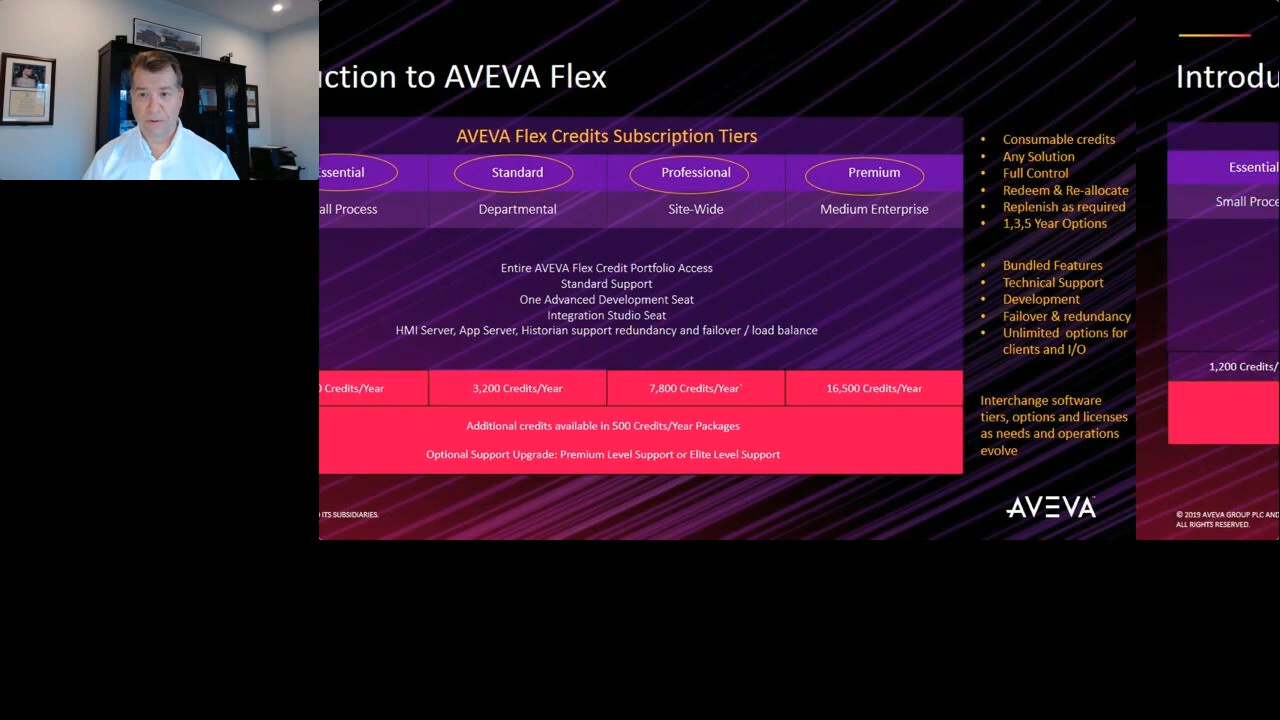 uction to AVEVA Flex
AVEVA Flex Credits Subscription Tiers
ssential
Standard
Professional
Premium
all Process
Departmental
Site-Wide
Medium Enterprise
Entire AVEVA Flex Credit Portfolio Access
Standard Support
One Advanced Development Seat
Integration Studio Seat
HMI Server, App Server, Historian support redundancy and failover / load balance
0 Credits/Year
3,200 Credits/Year
7,800 Credits/Year`
16,500 Credits/Year
Additional credits available in 500 Credits/Year Packages
Optional Support Upgrade: Premium Level Support or Elite Level Support
• Consumable credits
• Any Solution
• Full Control
• Redeem & Re-allocate
• Replenish as required
• 1,3,5 Year Options
• Bundled Features
• Technical Support
• Development
• Failover & redundancy
• Unlimited options for
clients and I/O
Interchange software
tiers, options and licenses
as needs and operations
evolve
AVEVA
ITS SUBSIDIARIES.
Introdu
Essential
Small Proce
1,200 Credits/
© 2019 AVEVA GROUP PLC AND
ALL RIGHTS RESERVED.